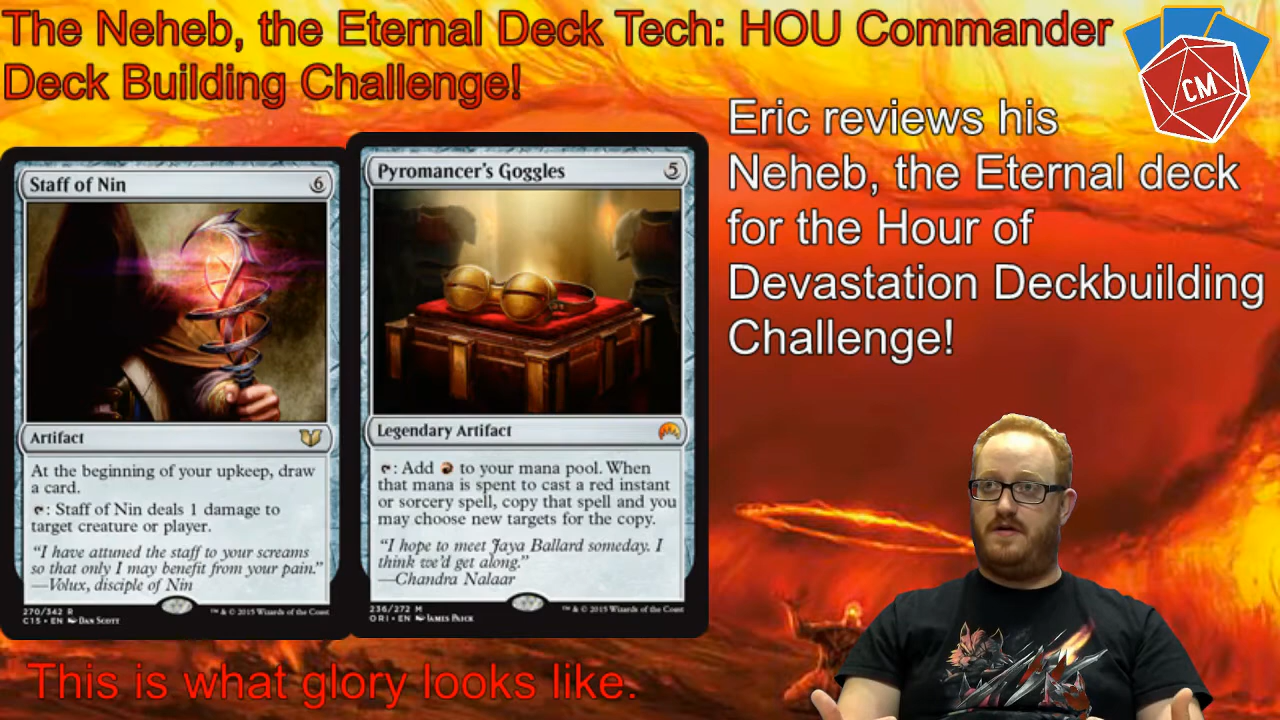 The Neheb, the Eternal Deck Tech: HOU Commander
Deck Building Challenge!
CM
Eric reviews his
Neheb, the Eternal deck
for the Hour of
Devastation Deckbuilding
Challenge!
Staff of Nin 6
Artifact
At the beginning of your upkeep, draw
a card.
: Staff of Nin deals 1 damage to
target creature or player.
“I have attuned the staff to your screams
so that only I may benefit from your pain.”
—Volux, disciple of Nin
270/342 R
C15 • EN DAN SCOTT
™ & © 2015 Wizards of the Coast
Pyromancer's Goggles 5
Legendary Artifact
: Add to your mana pool. When
that mana is spent to cast a red instant
or sorcery spell, copy that spell and you
may choose new targets for the copy.
“I hope to meet Jaya Ballard someday. I
think we'd get along.”
—Chandra Nalaar
236/272 M
ORI • EN JAMES PAICK
™ & © 2015 Wizards of the Coast
This is what glory looks like.